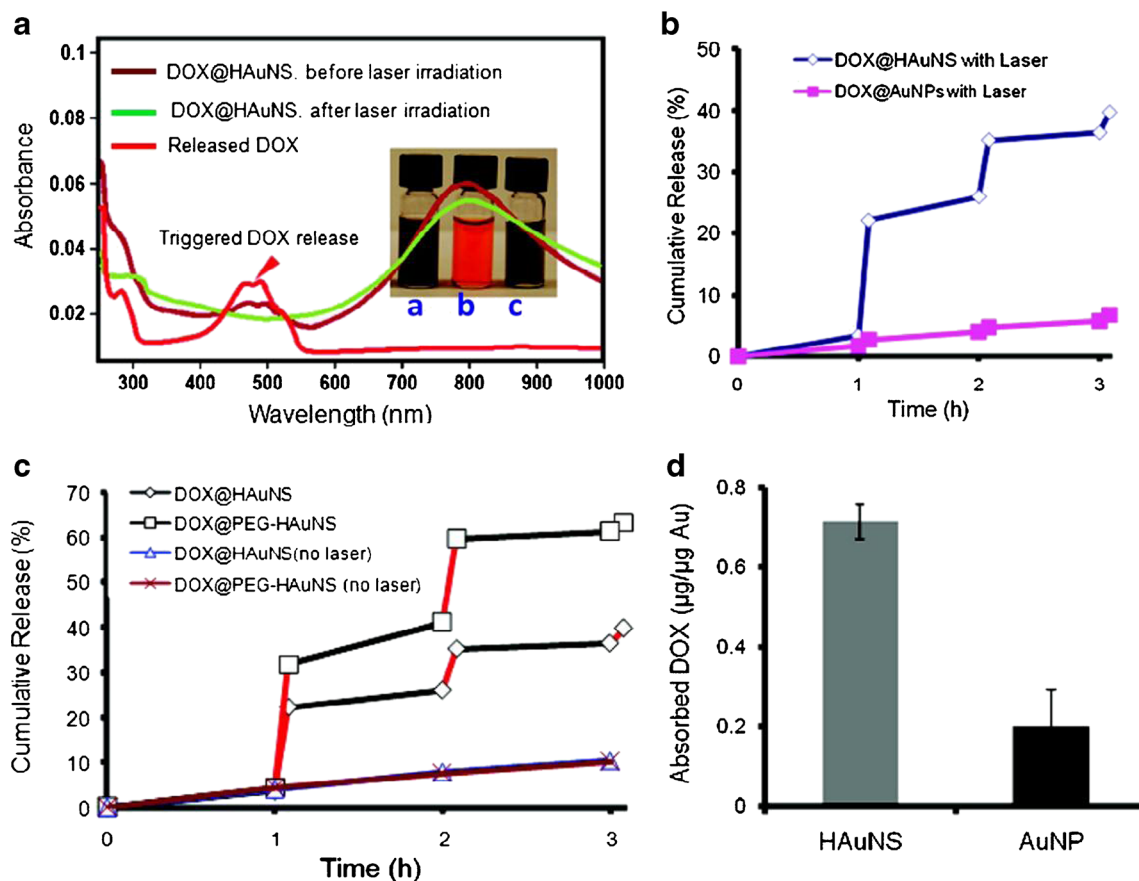 a
0.1
0.08
0.06
0.04
0.02
Absorbance
DOX@HAuNS. before laser irradiation
DOX@HAuNS. after laser irradiation
Released DOX
Triggered DOX release
a b c
300 400 500 600 700 800 900 1000
Wavelength (nm)
b
50
40
30
20
10
0
Cumulative Release (%)
DOX@HAuNS with Laser
DOX@AuNPs with Laser
0 1 2 3
Time (h)
c
70
60
50
40
30
20
10
0
Cumulative Release (%)
DOX@HAuNS
DOX@PEG-HAuNS
DOX@HAuNS(no laser)
DOX@PEG-HAuNS (no laser)
0 1 2 3
Time (h)
d
0.8
0.6
0.4
0.2
0
Absorbed DOX (µg/µg Au)
HAuNS AuNP